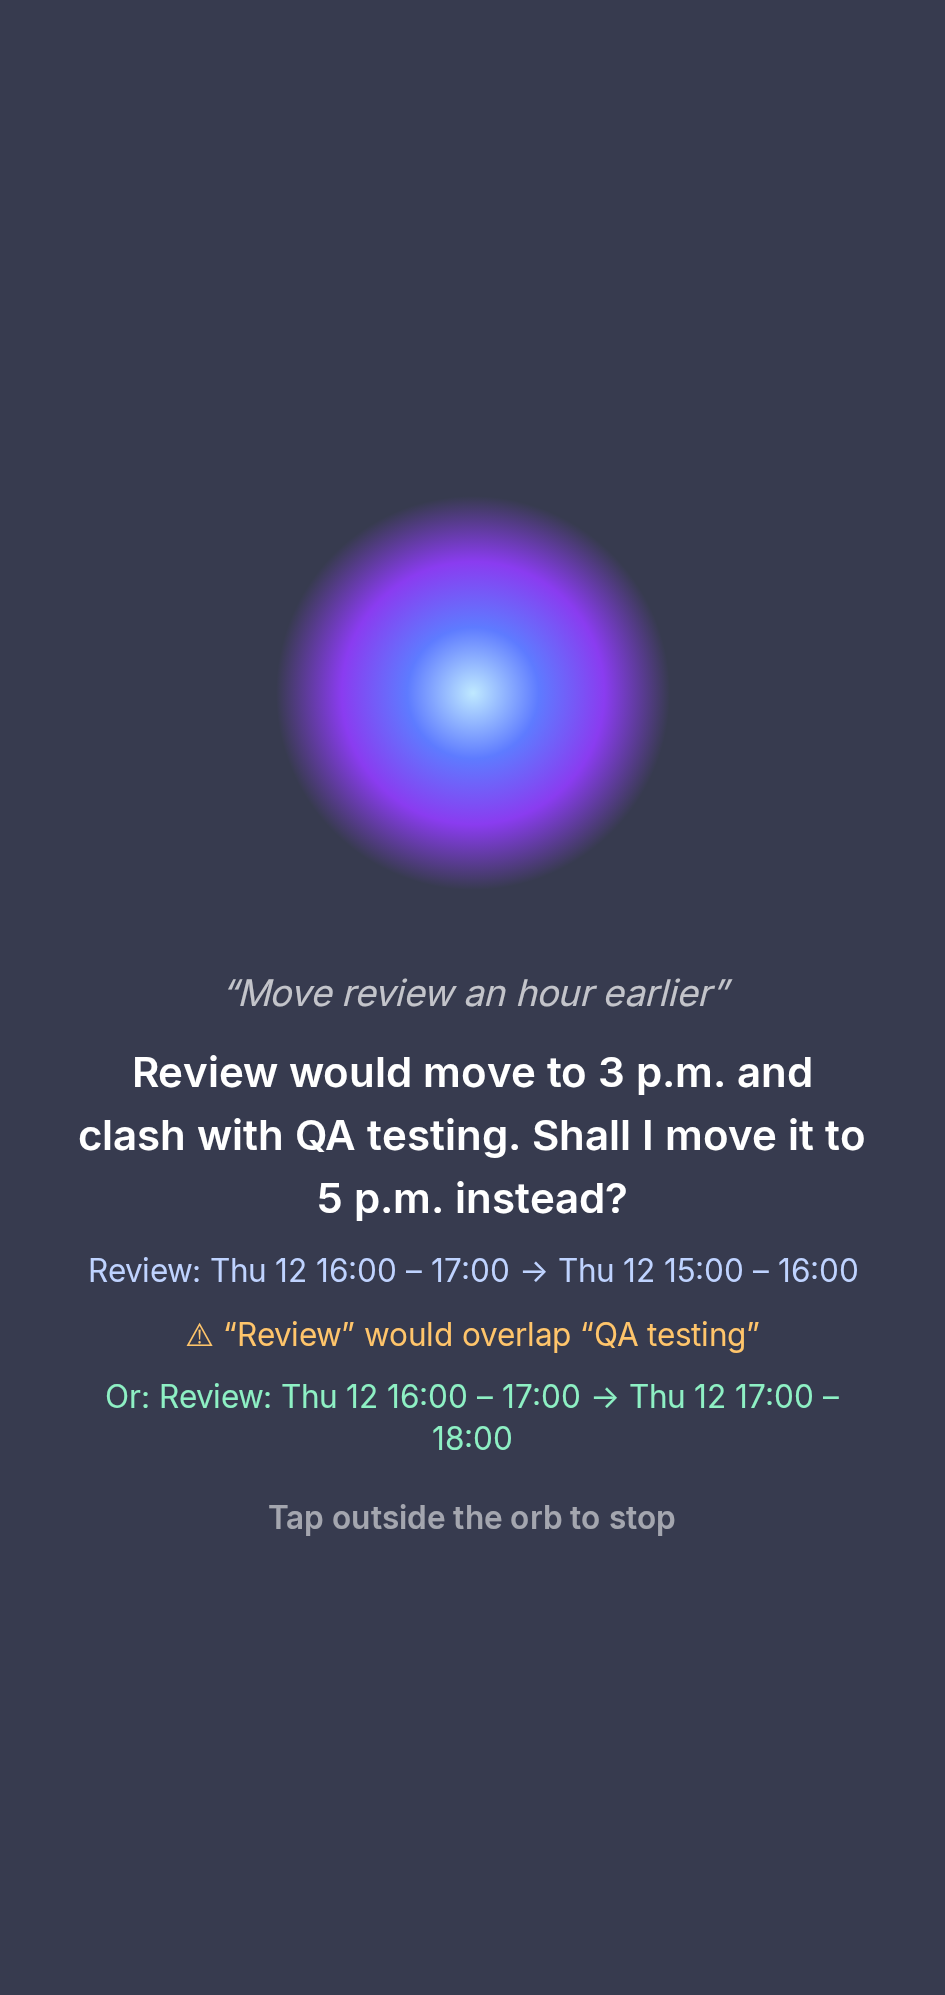 “Move review an hour earlier”
Review would move to 3 p.m. and
clash with QA testing. Shall I move it to
5 p.m. instead?
Review: Thu 12 16:00 – 17:00 → Thu 12 15:00 – 16:00
⚠ “Review” would overlap “QA testing”
Or: Review: Thu 12 16:00 – 17:00 → Thu 12 17:00 –
18:00
Tap outside the orb to stop